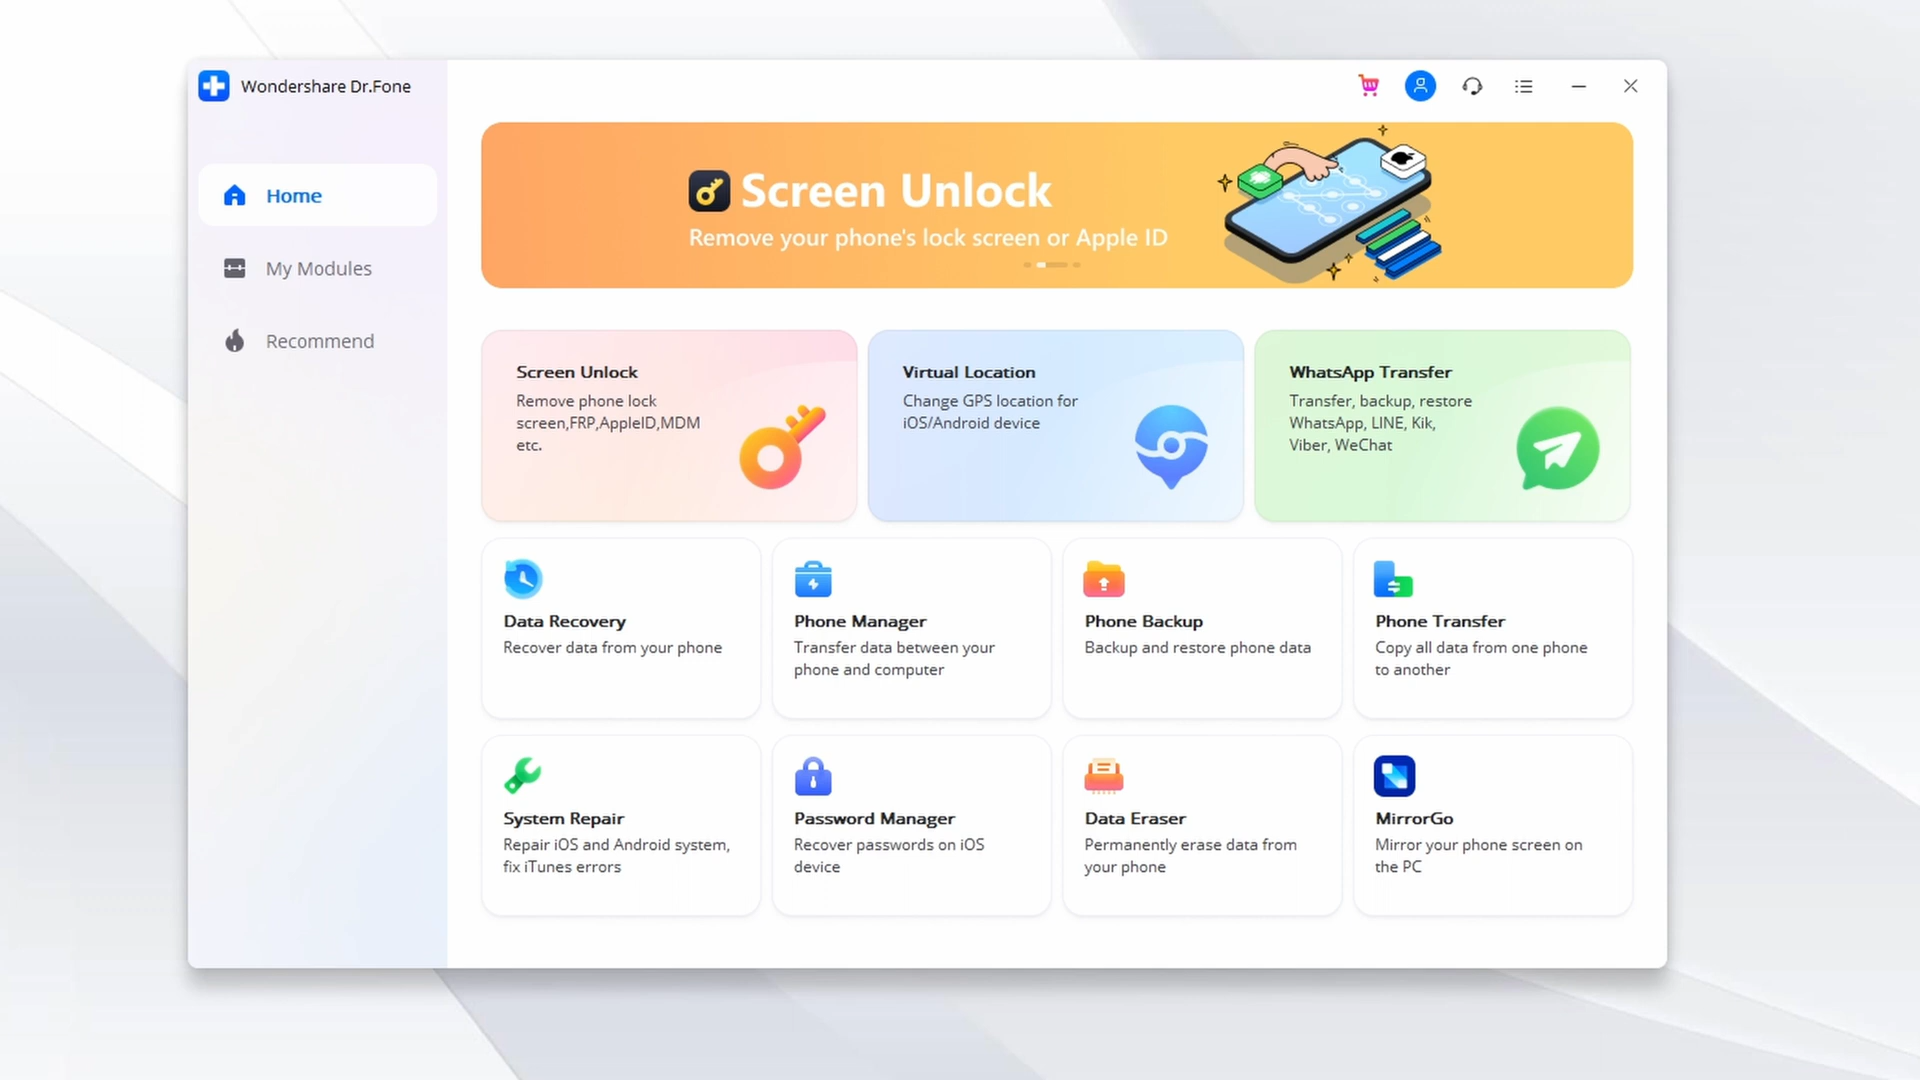 Wondershare Dr.Fone
Home
My Modules
Recommend
Screen Unlock
Remove your phone's lock screen or Apple ID
Screen Unlock
Remove phone lock
screen,FRP,AppleID,MDM
etc.
Virtual Location
Change GPS location for
iOS/Android device
WhatsApp Transfer
Transfer, backup, restore
WhatsApp, LINE, Kik,
Viber, WeChat
Data Recovery
Recover data from your phone
Phone Manager
Transfer data between your
phone and computer
Phone Backup
Backup and restore phone data
Phone Transfer
Copy all data from one phone
to another
System Repair
Repair iOS and Android system,
fix iTunes errors
Password Manager
Recover passwords on iOS
device
Data Eraser
Permanently erase data from
your phone
MirrorGo
Mirror your phone screen on
the PC